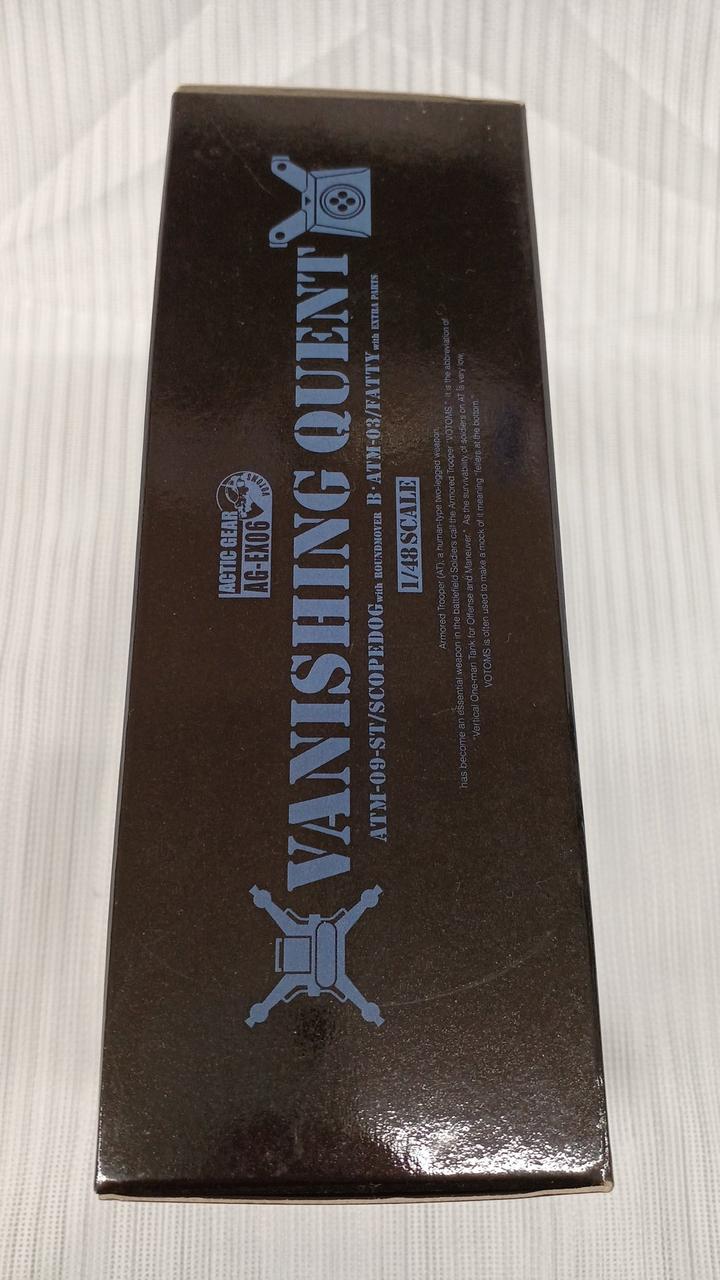 ACTIC GEAR
AG-EX06
VOTOMS
VANISHING QUENT
ATM-09-ST/SCOPEDOG with ROUNDMOVER B·ATM-03/FATTY with EXTRA PARTS
1/48 SCALE
Armored Trooper (AT), a human-type two-legged weapon,
has become an essential weapon in the battlefield Soldiers call the Armored Trooper "VOTOMS." it is the abbreviation of
"Vertical One-man Tank for Offense and Maneuver." As the survivability of soldiers on AT is very low,
VOTOMS is often used to make a mock of it meaning "fellers at the bottom."